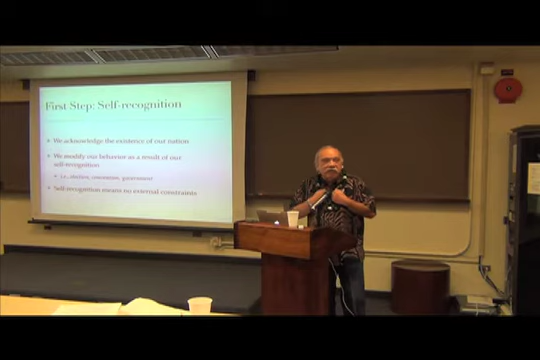 First Step: Self-recognition
We acknowledge the existence of our nation
We modify our behavior as a result of our
self-recognition
i.e., government
Self-recognition means no external constraints